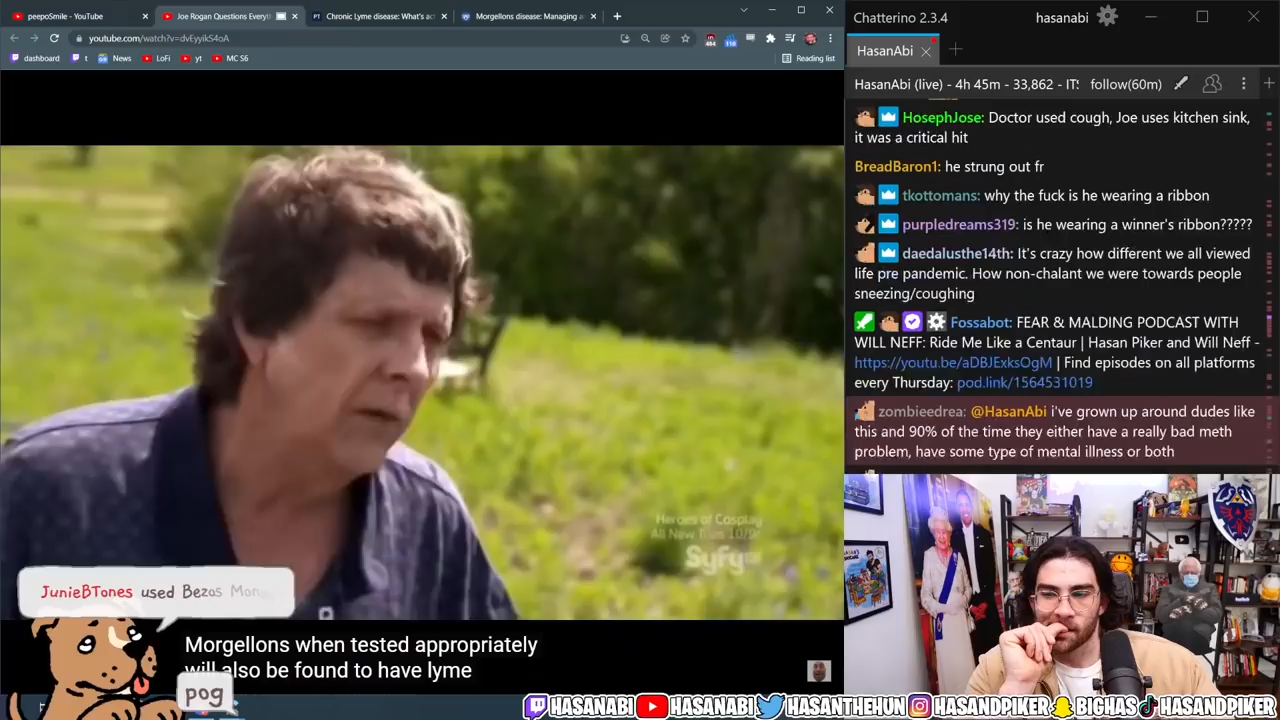 peepoSmile - YouTube
Joe Rogan Questions Everyt
Chronic Lyme disease: What's ac
Morgellons disease: Managing a
youtube.com/watch?v=dvEyyikS4oA
484
110
dashboard
t
News
LoFi
yt
MC S6
Reading list
Heroes of Cosplay
All New Tues 10/9c
Syfy
JunieBTones used Bezos
Morgellons when tested appropriately
will also be found to have lyme
pog
Chatterino 2.3.4
hasanabi
HasanAbi
HasanAbi (live) - 4h 45m - 33,862 - IT'S
follow(60m)
HosephJose: Doctor used cough, Joe uses kitchen sink,
it was a critical hit
BreadBaron1: he strung out fr
tkottomans: why the fuck is he wearing a ribbon
purpledreams319: is he wearing a winner's ribbon?????
daedalusthe14th: It's crazy how different we all viewed
life pre pandemic. How non-chalant we were towards people
sneezing/coughing
Fossabot: FEAR & MALDING PODCAST WITH
WILL NEFF: Ride Me Like a Centaur | Hasan Piker and Will Neff -
https://youtu.be/aDBJExksOgM | Find episodes on all platforms
every Thursday: pod.link/1564531019
zombieedrea: @HasanAbi i've grown up around dudes like
this and 90% of the time they either have a really bad meth
problem, have some type of mental illness or both
HASANABI
HASANABI
HASANTHEHUN
HASANDPIKER
BIGHAS
HASANDPIKER